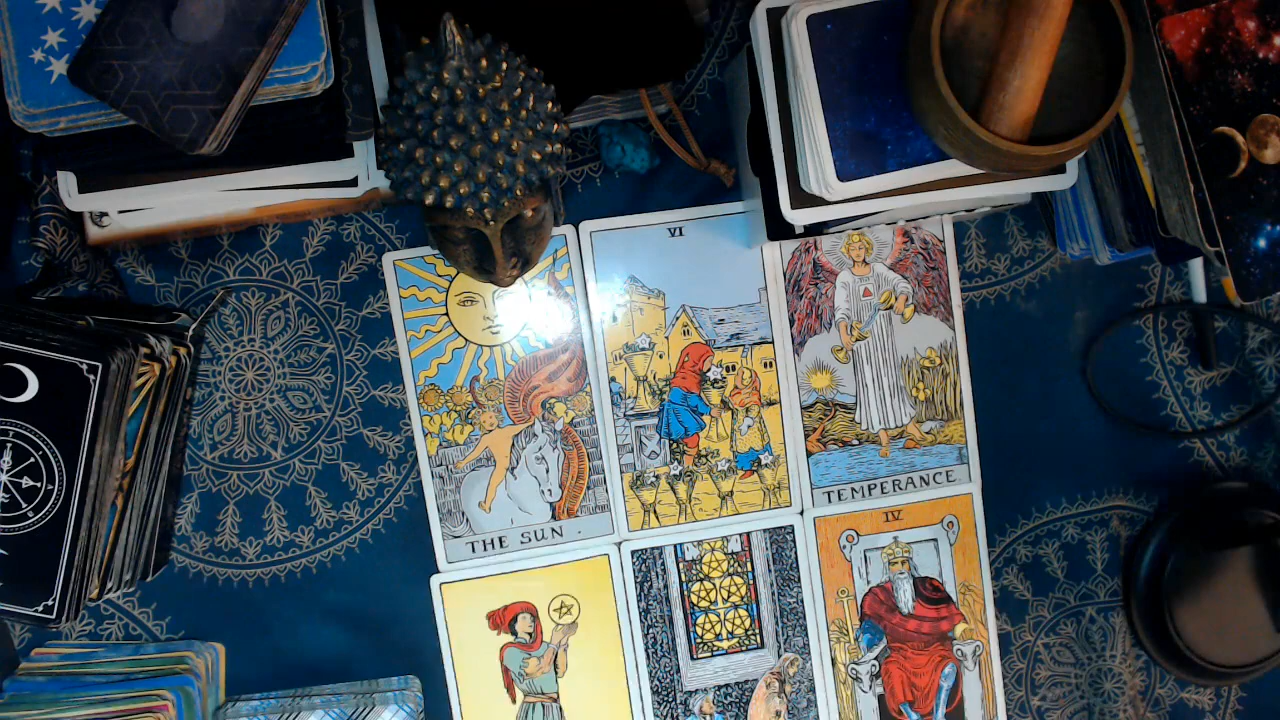 VI
THE SUN .
TEMPERANCE.
IV